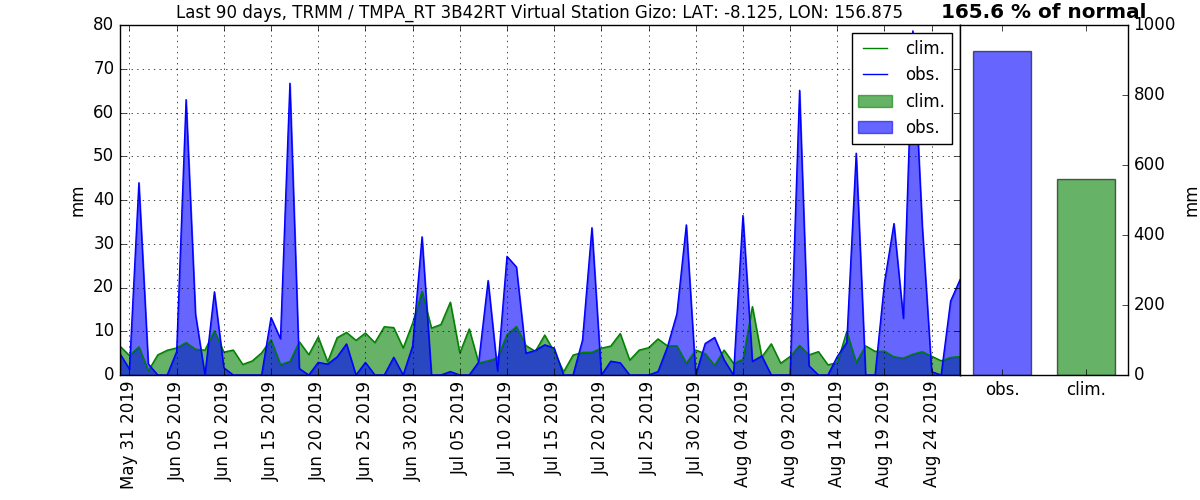 Last 90 days, TRMM / TMPA_RT 3B42RT Virtual Station Gizo: LAT: -8.125, LON: 156.875
165.6 % of normal
80
70
60
50
40
30
20
10
0
mm
clim.
obs.
clim.
obs.
May 31 2019
Jun 05 2019
Jun 10 2019
Jun 15 2019
Jun 20 2019
Jun 25 2019
Jun 30 2019
Jul 05 2019
Jul 10 2019
Jul 15 2019
Jul 20 2019
Jul 25 2019
Jul 30 2019
Aug 04 2019
Aug 09 2019
Aug 14 2019
Aug 19 2019
Aug 24 2019
1000
800
600
400
200
0
mm
obs.
clim.